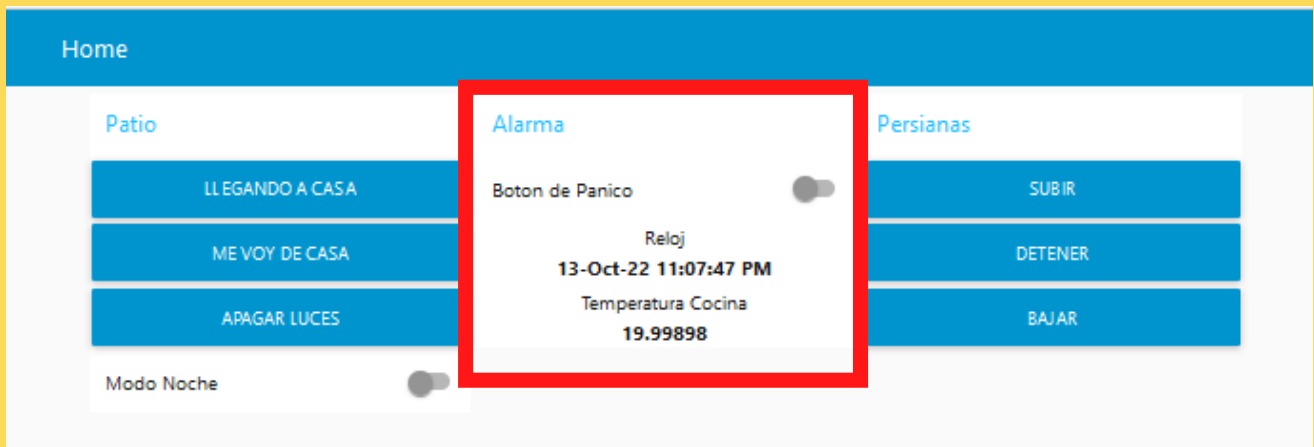 Home
Patio
LLEGANDO A CASA
ME VOY DE CASA
APAGAR LUCES
Modo Noche
Alarma
Boton de Panico
Reloj
13-Oct-22 11:07:47 PM
Temperatura Cocina
19.99898
Persianas
SUBIR
DETENER
BAJAR